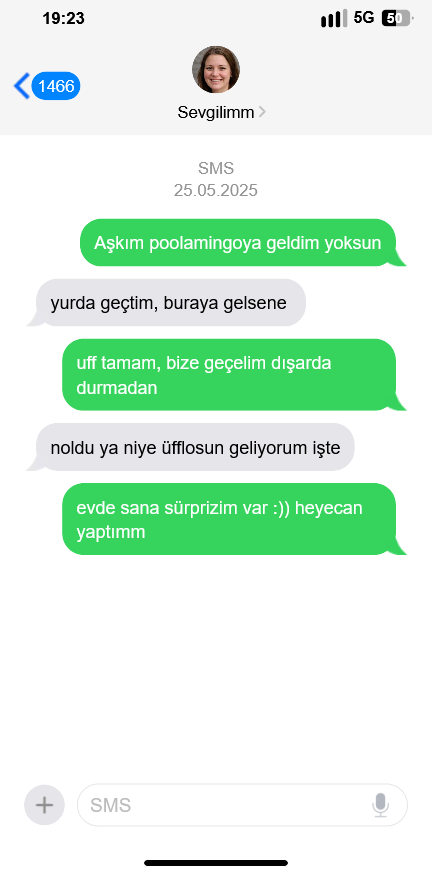 19:23
5G
50
1466
Sevgilimm
SMS
25.05.2025
Aşkım poolamingoya geldim yoksun
yurda geçtim, buraya gelsene
uff tamam, bize geçelim dışarda
durmadan
noldu ya niye üfflosun geliyorum işte
evde sana sürprizim var :)) heyecan
yaptımm
SMS